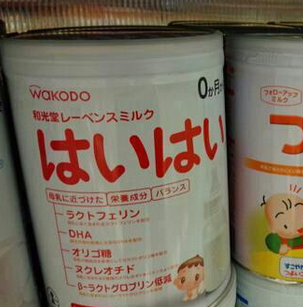 WAKODO
和光堂レーベンスミルク
0か月
はいはい
母乳に近づけた 栄養成分 バランス
ラクトフェリン
DHA
オリゴ糖
ヌクレオチド
β-ラクトグロブリン低減
フォローアップ
ミルク
つ